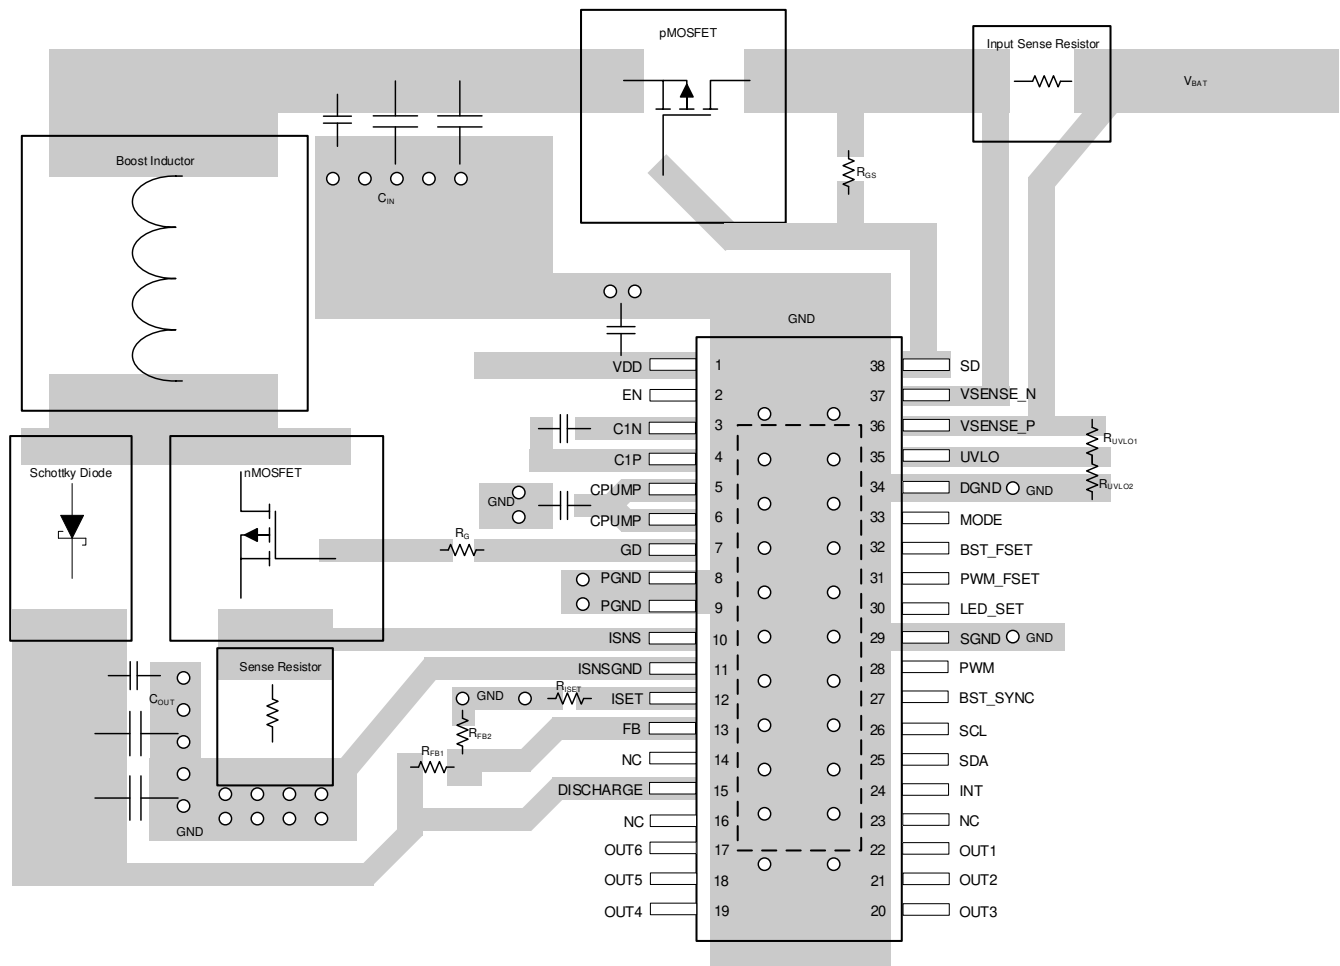 pMOSFET
Input Sense Resistor
VBAT
Boost Inductor
RGS
CIN
GND
VDD 1 38 SD
EN 2 37 VSENSE_N
C1N 3 36 VSENSE_P
RUVLO1
C1P 4 35 UVLO
Schottky Diode
nMOSFET
RUVLO2
CPUMP 5 34 DGND GND
GND
CPUMP 6 33 MODE
RG
GD 7 32 BST_FSET
PGND 8 31 PWM_FSET
PGND 9 30 LED_SET
ISNS 10 29 SGND GND
Sense Resistor
ISNSGND 11 28 PWM
COUT
GND RISET ISET 12 27 BST_SYNC
FB 13 26 SCL
RFB2
RFB1
NC 14 25 SDA
DISCHARGE 15 24 INT
NC 16 23 NC
GND
OUT6 17 22 OUT1
OUT5 18 21 OUT2
OUT4 19 20 OUT3